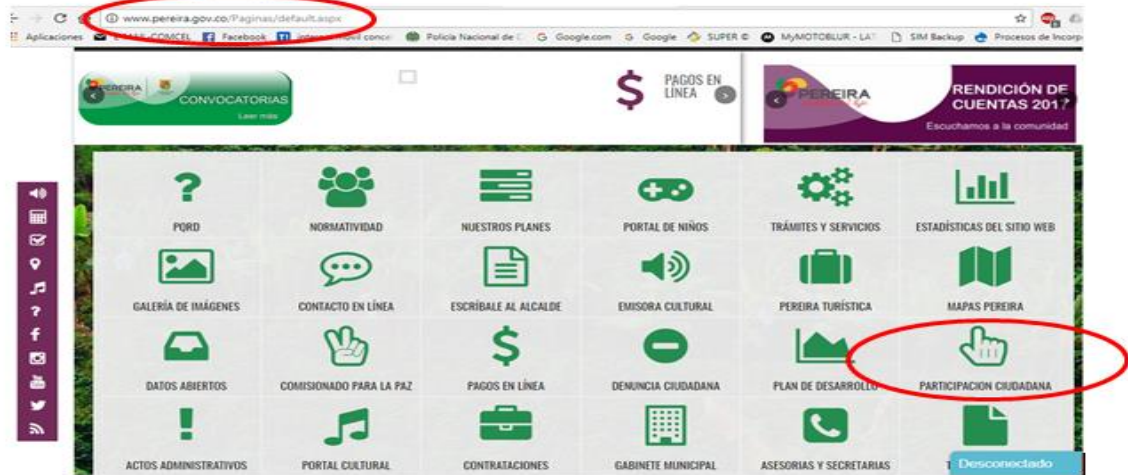 www.pereira.gov.co/Paginas/default.aspx
Aplicaciones E-MAIL-COMCEL Facebook Policia Nacional de C Google.com Google SUPER MyMOTOBLUR - LAT SIM Backup Procesos de Incorp
PEREIRA
CONVOCATORIAS
Leer más
$ PAGOS EN
LÍNEA
PEREIRA
RENDICIÓN DE
CUENTAS 2017
Escuchamos a la comunidad
PQRD NORMATIVIDAD NUESTROS PLANES PORTAL DE NIÑOS TRÁMITES Y SERVICIOS ESTADÍSTICAS DEL SITIO WEB
GALERÍA DE IMÁGENES CONTACTO EN LÍNEA ESCRÍBALE AL ALCALDE EMISORA CULTURAL PEREIRA TURÍSTICA MAPAS PEREIRA
DATOS ABIERTOS COMISIONADO PARA LA PAZ PAGOS EN LÍNEA DENUNCIA CIUDADANA PLAN DE DESARROLLO PARTICIPACION CIUDADANA
ACTOS ADMINISTRATIVOS PORTAL CULTURAL CONTRATACIONES GABINETE MUNICIPAL ASESORIAS Y SECRETARIAS
Desconectado